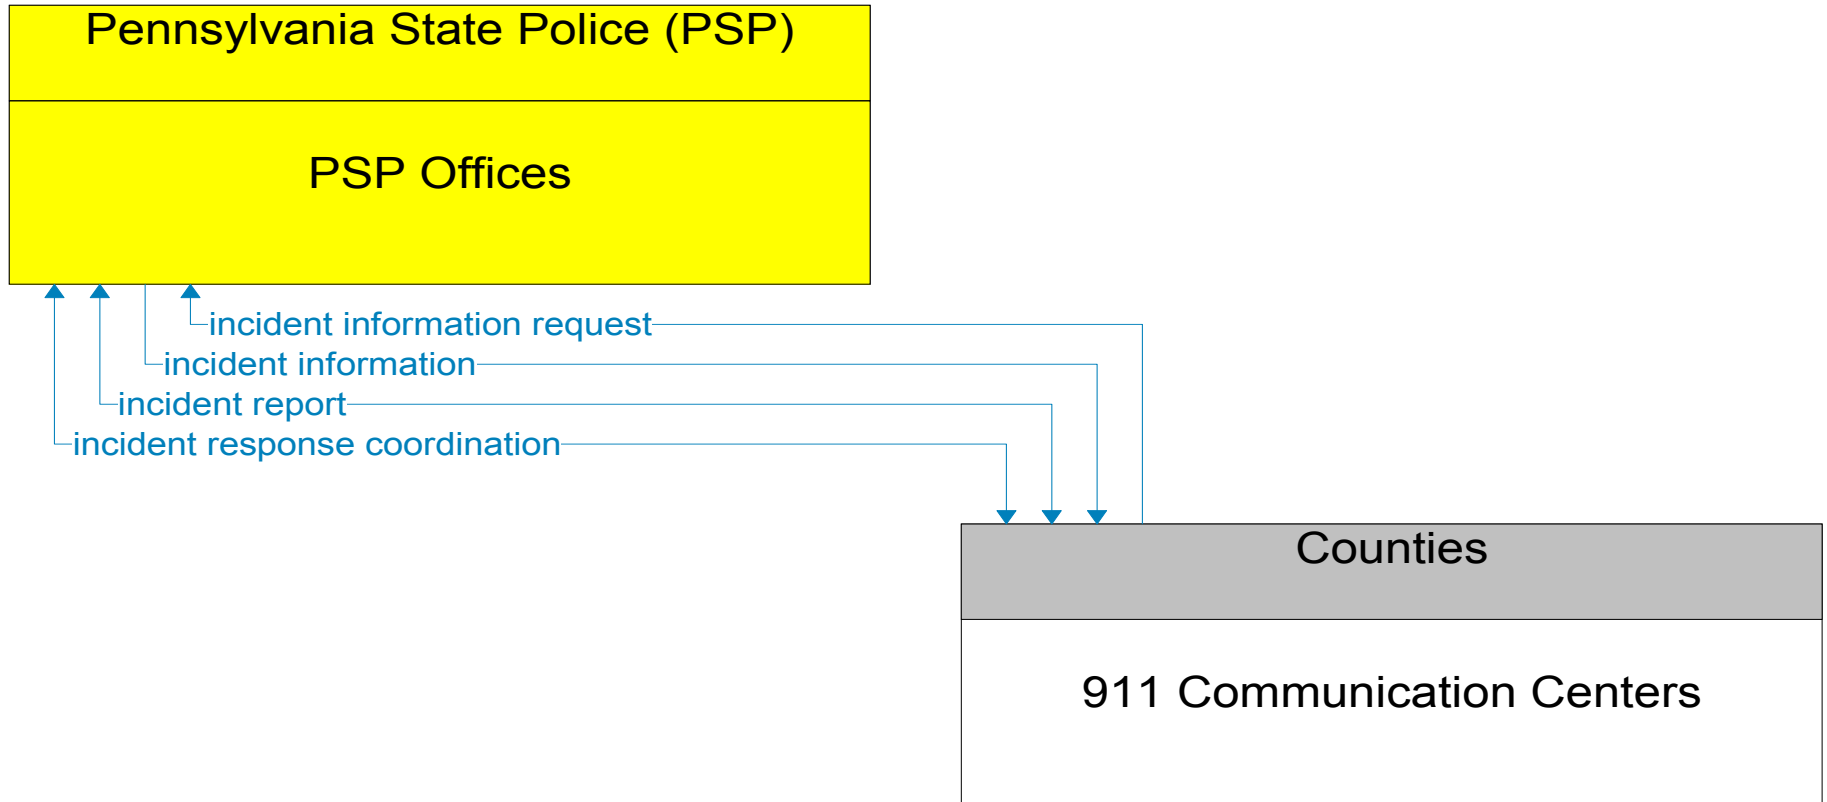 Pennsylvania State Police (PSP)
PSP Offices
incident information request
incident information
incident report
incident response coordination
Counties
911 Communication Centers